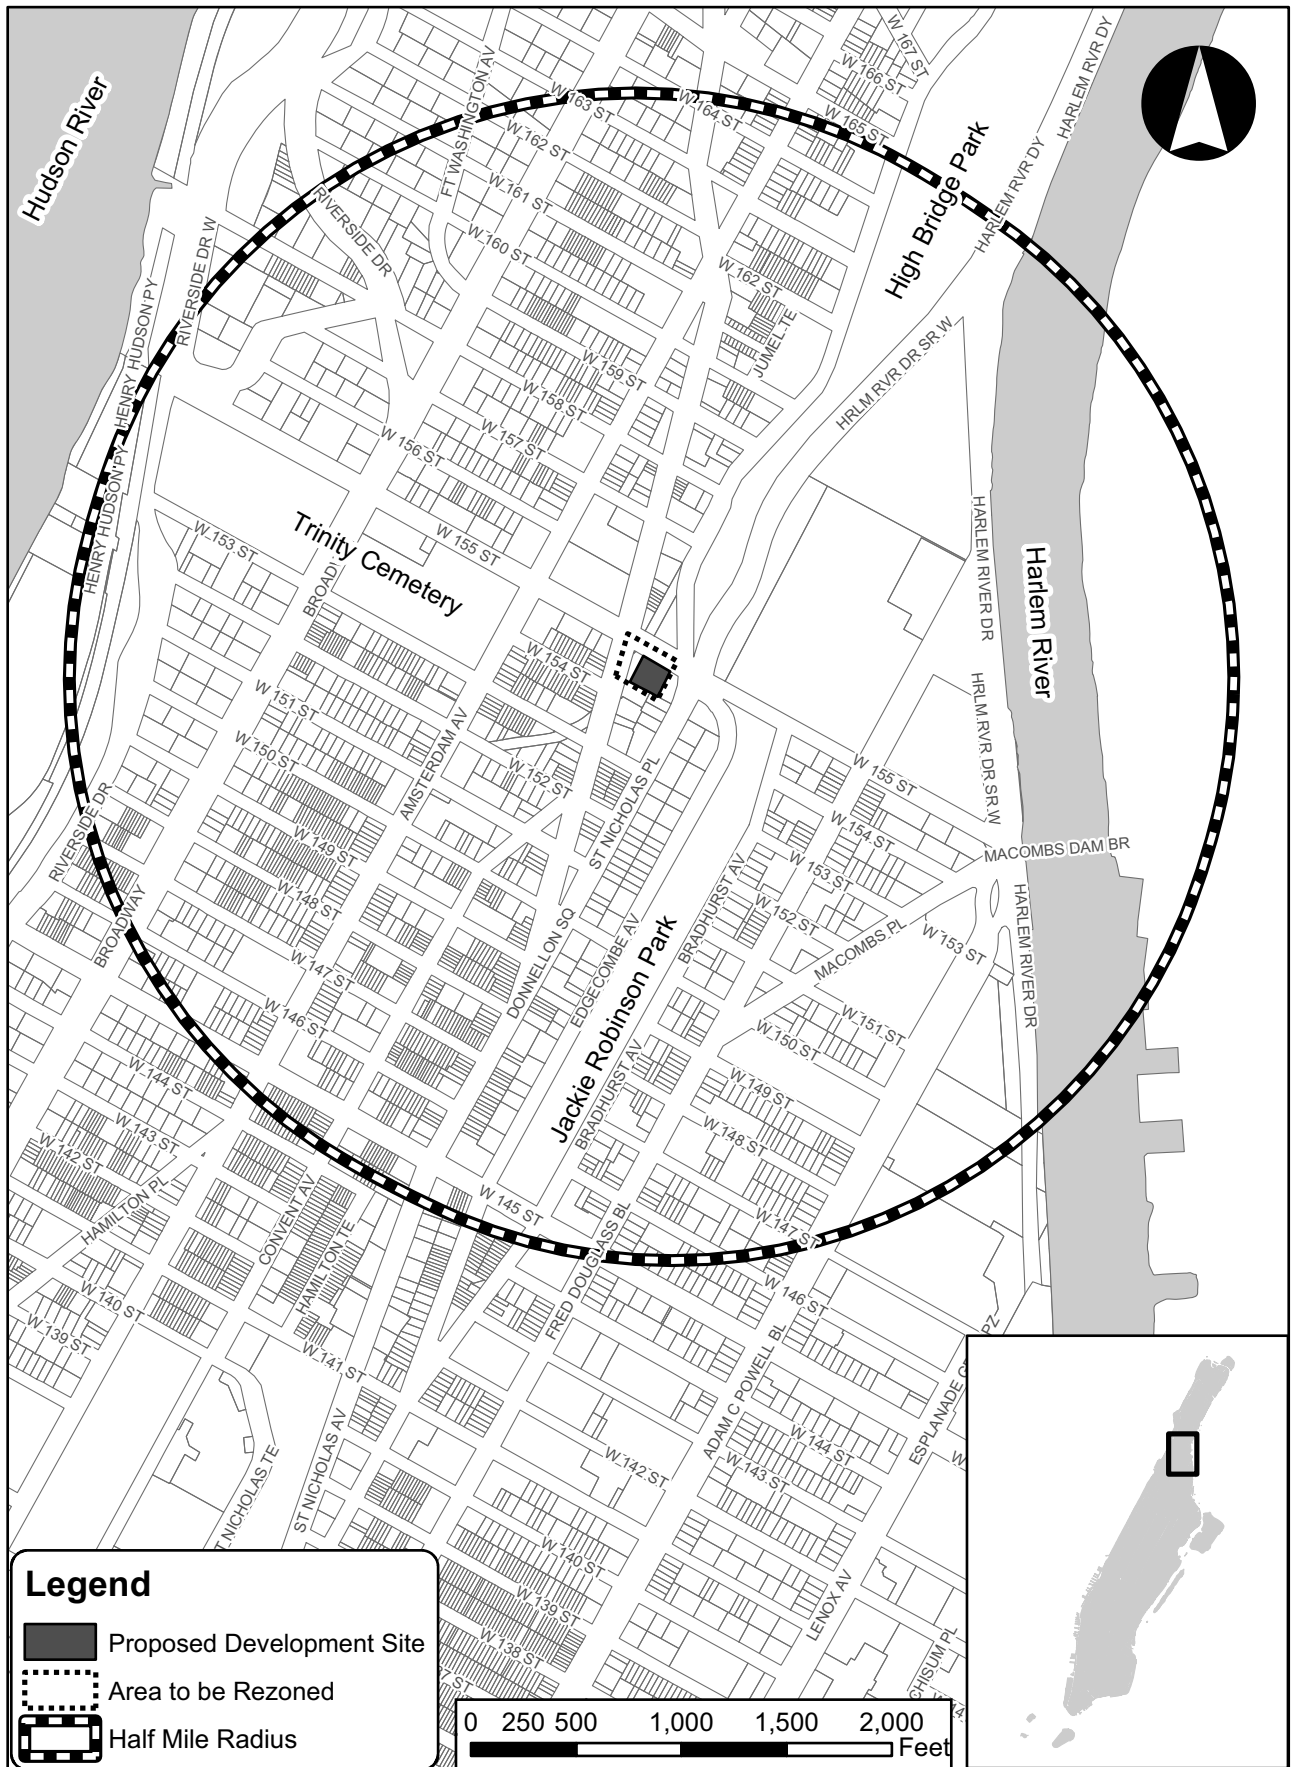 W 167 ST
HARLEM RVR DY
W 166 ST
FT WASHINGTON AV
Hudson River
W 163 ST
W 164 ST
W 165 ST
W 162 ST
High Bridge Park
HARLEM RVR DY
W 161 ST
RIVERSIDE DR
W 160 ST
RIVERSIDE DR W
W 162 ST
HENRY HUDSON PY
JUMEL TE
HRLM RVR DR SR W
W 159 ST
W 158 ST
W 157 ST
W 156 ST
HENRY HUDSON PY
W 153 ST
Trinity Cemetery
W 155 ST
HARLEM RIVER DR
Harlem River
W 154 ST
W 151 ST
HRLM RVR DR SR W
W 150 ST
AMSTERDAM AV
W 152 ST
ST NICHOLAS PL
W 155 ST
RIVERSIDE DR
W 154 ST
W 149 ST
MACOMBS DAM BR
W 153 ST
BRADHURST AV
W 148 ST
W 152 ST
BROADWAY
MACOMBS PL
W 153 ST
HARLEM RIVER DR
W 147 ST
DONNELLON SQ
EDGECOMBE AV
Jackie Robinson Park
W 146 ST
W 151 ST
W 150 ST
W 144 ST
BRADHURST AV
W 149 ST
W 143 ST
W 148 ST
W 142 ST
HAMILTON PL
CONVENT AV
W 145 ST
W 147 ST
HAMILTON TE
FRED DOUGLASS BL
W 140 ST
W 146 ST
W 139 ST
W 141 ST
ADAM C POWELL BL
ESPLANADE
PZ
ST NICHOLAS AV
W 144 ST
W 142 ST
W 143 ST
T NICHOLAS TE
W 140 ST
W 139 ST
LENOX AV
W 138 ST
CHISUM PL
Legend
Proposed Development Site
Area to be Rezoned
Half Mile Radius
0 250 500 1,000 1,500 2,000
Feet